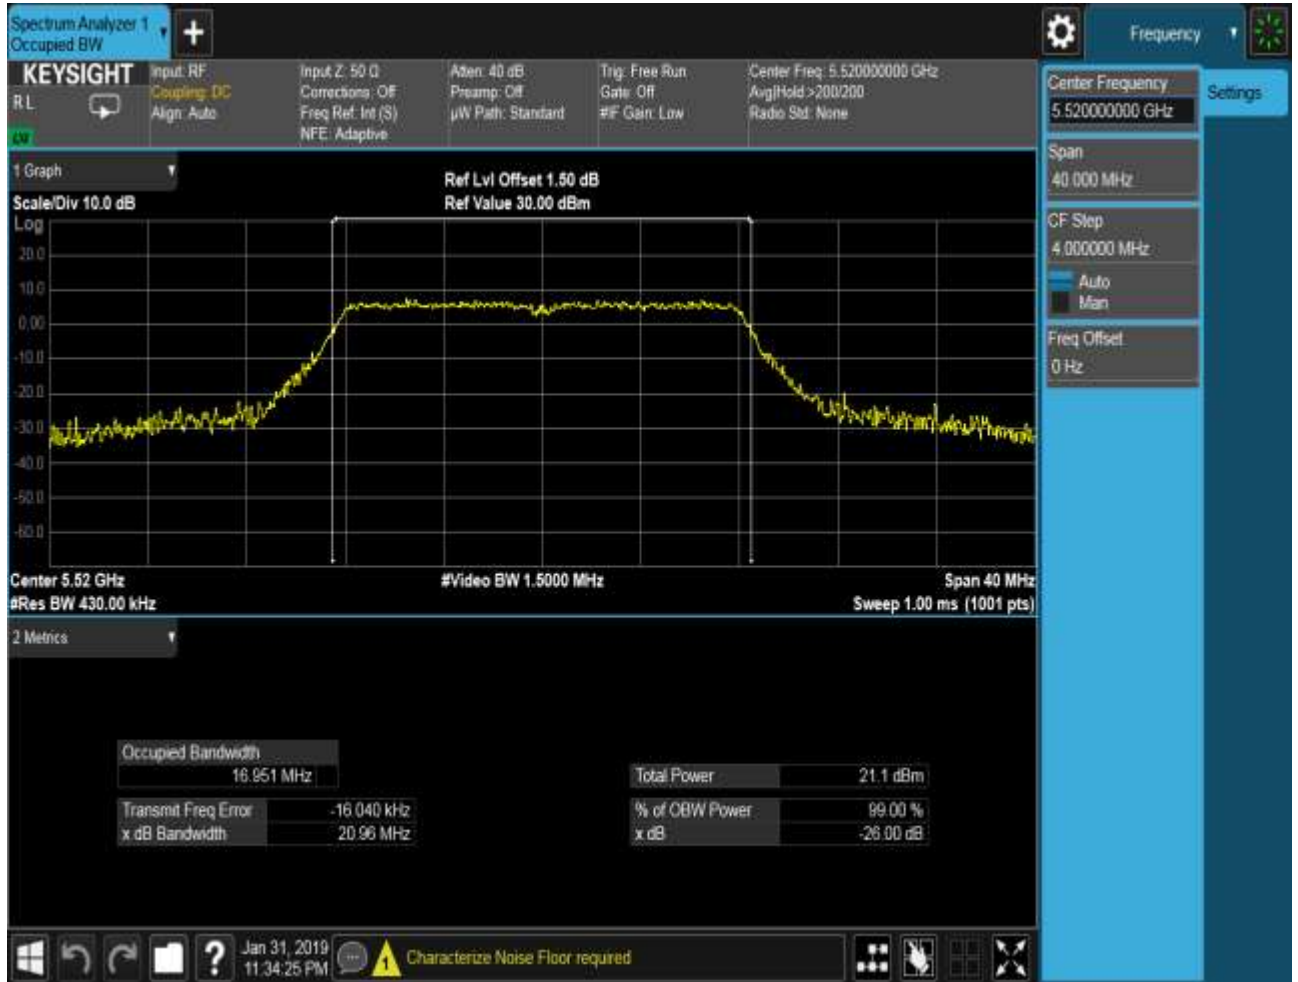 Spectrum Analyzer 1
Occupied BW
Frequency
KEYSIGHT
RL
Input: RF
Coupling: DC
Align: Auto
Input Z: 50 Ω
Corrections: Off
Freq Ref: Int (S)
NFE: Adaptive
Atten: 40 dB
Preamp: Off
µW Path: Standard
Trig: Free Run
Gate: Off
#IF Gain: Low
Center Freq: 5.520000000 GHz
Avg|Hold:>200/200
Radio Std: None
Center Frequency
5.520000000 GHz
Settings
Span
40.000 MHz
CF Step
4.000000 MHz
Auto
Man
Freq Offset
0 Hz
1 Graph
Scale/Div 10.0 dB
Ref Lvl Offset 1.50 dB
Ref Value 30.00 dBm
Log
20.0
10.0
0.00
-10.0
-20.0
-30.0
-40.0
-50.0
-60.0
Center 5.52 GHz
#Video BW 1.5000 MHz
Span 40 MHz
#Res BW 430.00 kHz
Sweep 1.00 ms (1001 pts)
2 Metrics
Occupied Bandwidth
16.951 MHz
Total Power 21.1 dBm
Transmit Freq Error -16.040 kHz
% of OBW Power 99.00 %
x dB Bandwidth 20.96 MHz
x dB -26.00 dB
Jan 31, 2019
11:34:25 PM
1
Characterize Noise Floor required